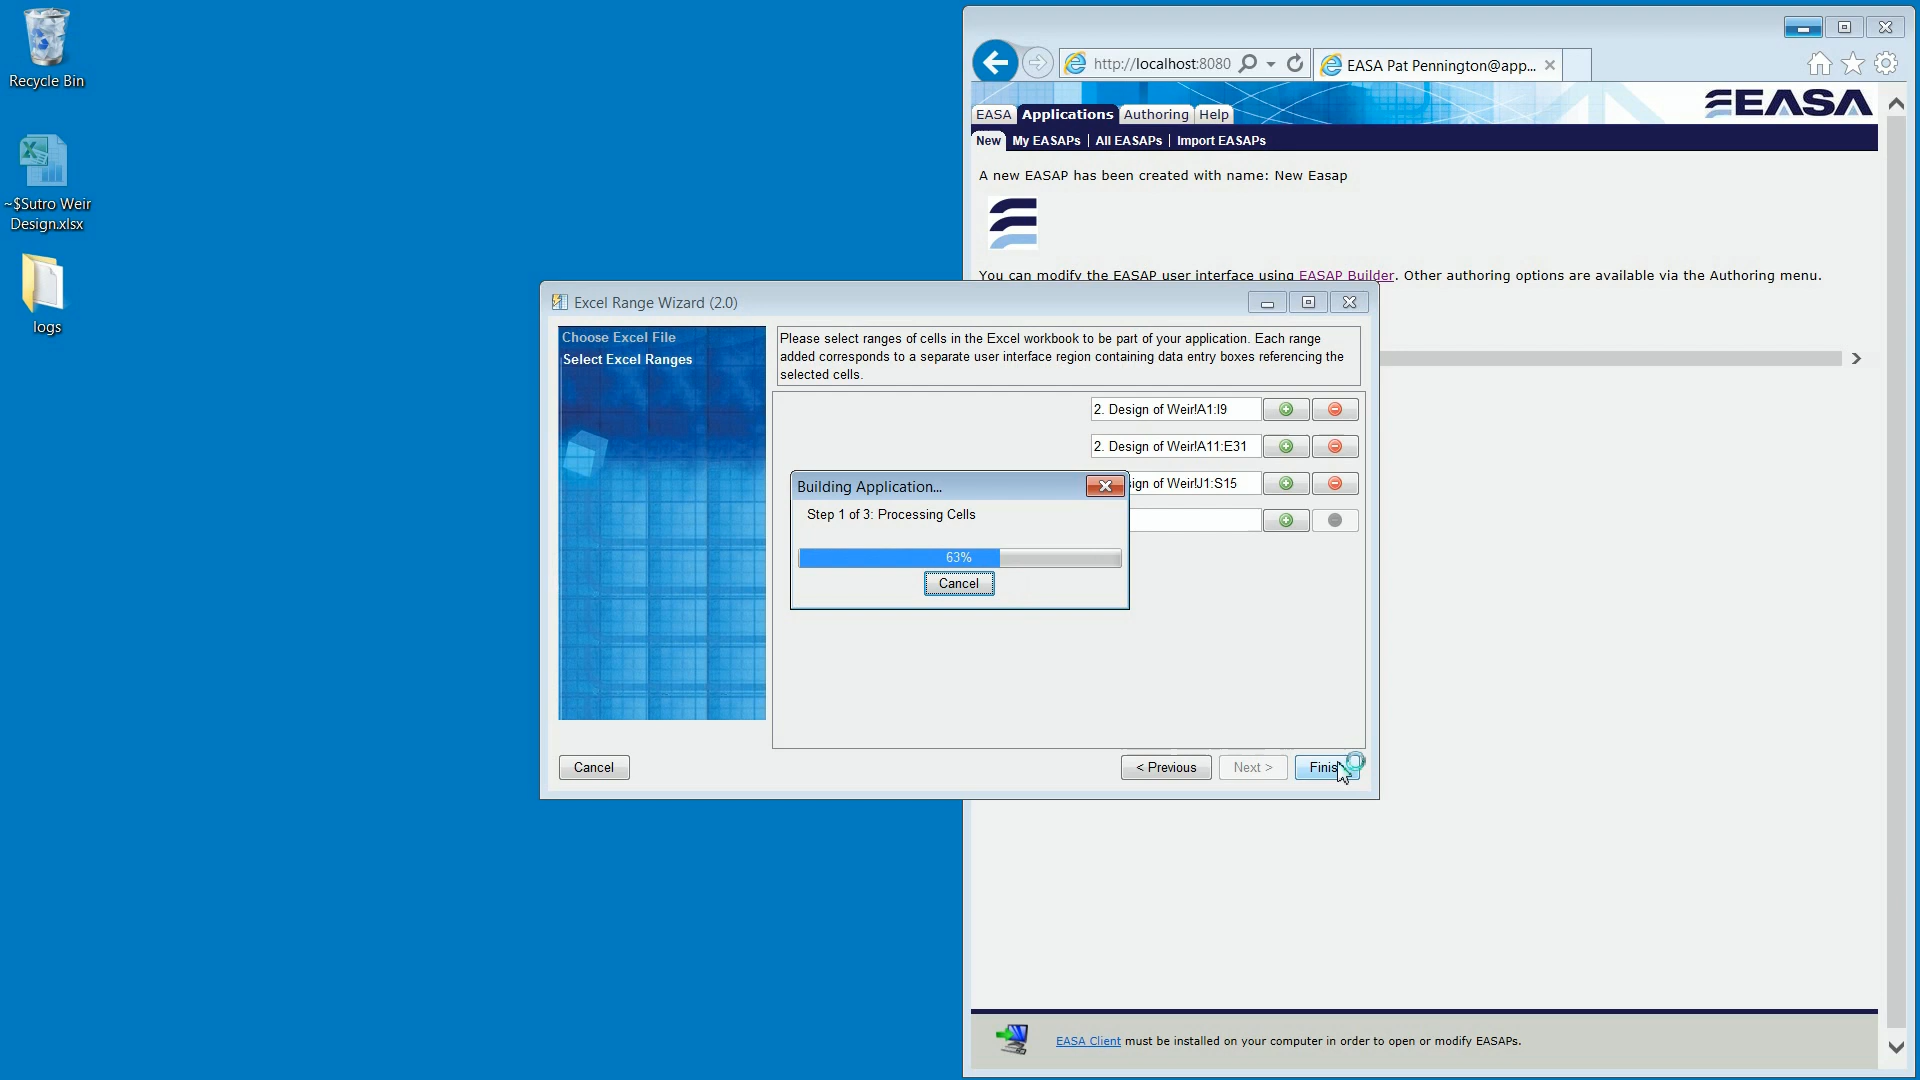 Recycle Bin
~$Sutro Weir
Design.xlsx
logs
http://localhost:8080
EASA Pat Pennington@app...
EASA
Applications
Authoring
Help
EASA
New
My EASAPs
All EASAPs
Import EASAPs
A new EASAP has been created with name: New Easap
You can modify the EASAP user interface using EASAP Builder. Other authoring options are available via the Authoring menu.
Excel Range Wizard (2.0)
Choose Excel File
Select Excel Ranges
Please select ranges of cells in the Excel workbook to be part of your application. Each range
added corresponds to a separate user interface region containing data entry boxes referencing the
selected cells.
2. Design of Weir!A1:I9
2. Design of Weir!A11:E31
sign of Weir!J1:S15
Building Application...
Step 1 of 3: Processing Cells
63%
Cancel
Cancel
< Previous
Next >
Finis
EASA Client must be installed on your computer in order to open or modify EASAPs.